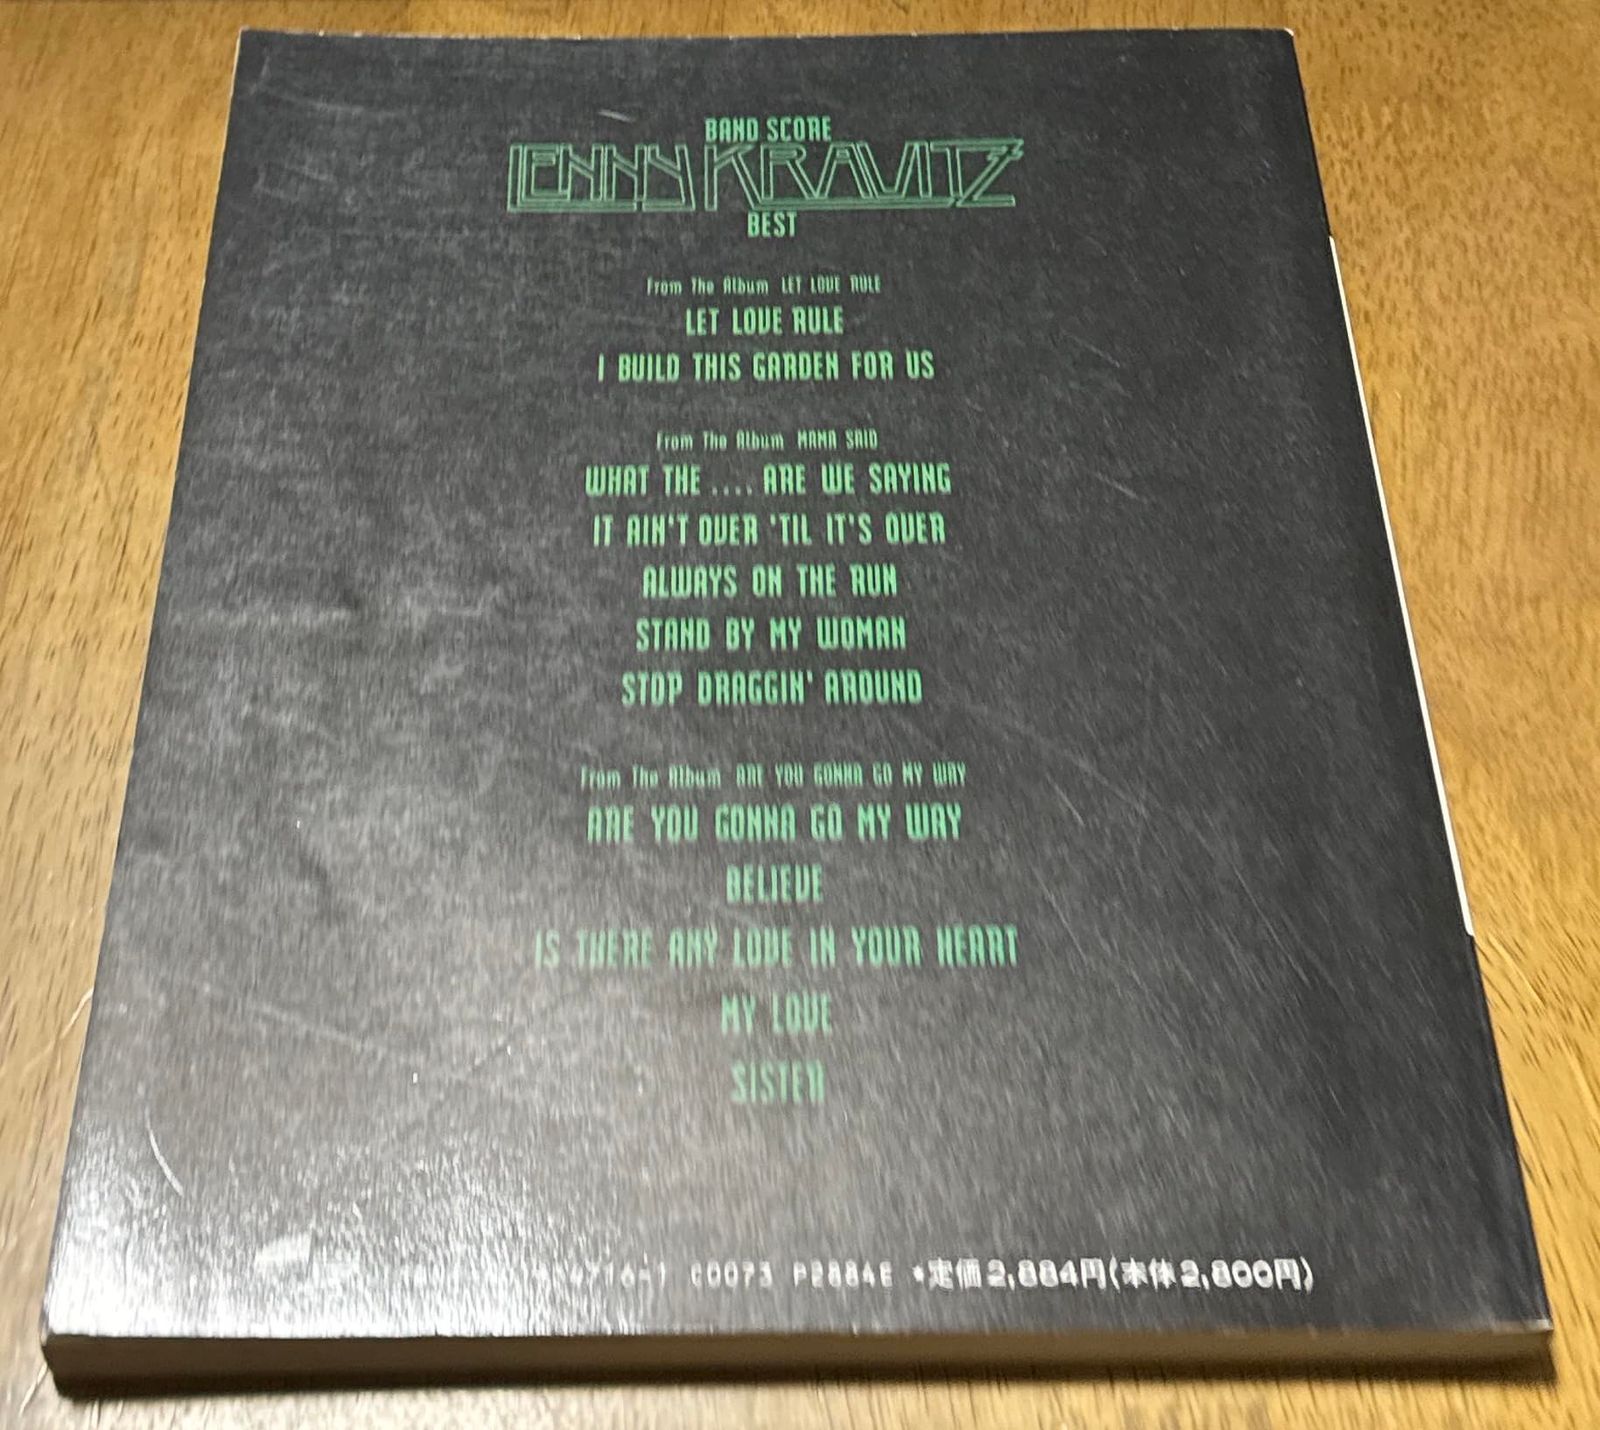 BAND SCORE
LENNY KRAVITZ
BEST
From The Album LET LOVE RULE
LET LOVE RULE
I BUILD THIS GARDEN FOR US
From The Album MAMA SAID
WHAT THE .... ARE WE SAYING
IT AIN'T OVER 'TIL IT'S OVER
ALWAYS ON THE RUN
STAND BY MY WOMAN
STOP DRAGGIN' AROUND
From The Album ARE YOU GONNA GO MY WAY
ARE YOU GONNA GO MY WAY
BELIEVE
IS THERE ANY LOVE IN YOUR HEART
MY LOVE
SISTER
C0073 P2884E •定価2,884円(本体2,800円)